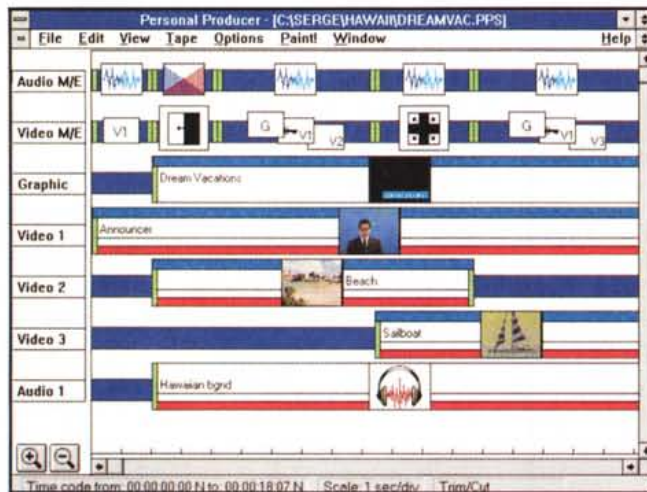 Personal Producer - [C:\SERGE\HAWAII\DREAMVAC.PPS]
File Edit View Tape Options Paint! Window Help
Audio M/E
Video M/E V1 G V1 V2 G V1 V3
Graphic Dream Vacations
Video 1 Announcer
Video 2 Beach
Video 3 Sailboat
Audio 1 Hawaiian bgnd
Time code from: 00:00:00:00 N to: 00:00:18:07 N Scale: 1 sec/div Trim/Cut